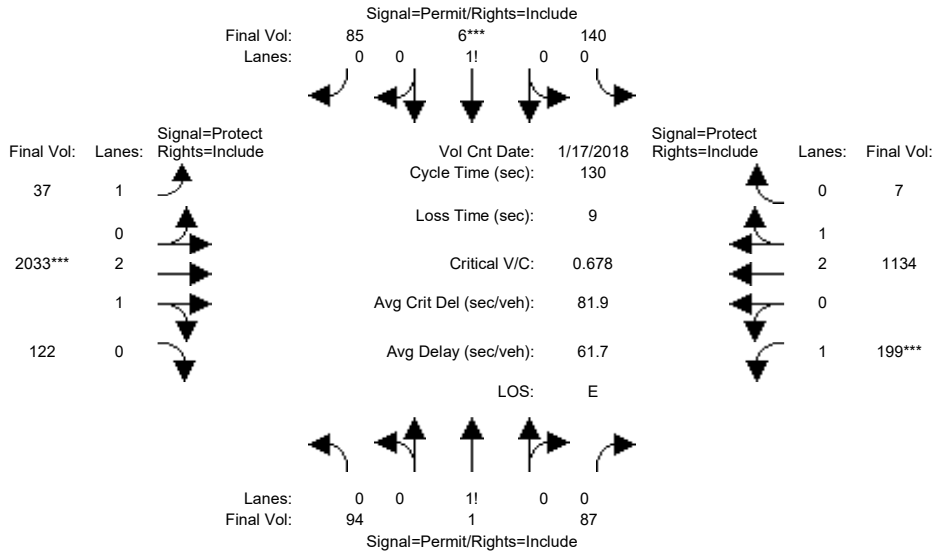 Signal=Permit/Rights=Include
Final Vol: 85 6*** 140
Lanes: 0 0 1! 0 0
Signal=Protect Signal=Protect
Final Vol: Lanes: Rights=Include Vol Cnt Date: 1/17/2018 Rights=Include Lanes: Final Vol:
Cycle Time (sec): 130
37 1 0 7
Loss Time (sec): 9
0 1
2033*** 2 Critical V/C: 0.678 2 1134
1 Avg Crit Del (sec/veh): 81.9 0
122 0 Avg Delay (sec/veh): 61.7 1 199***
LOS: E
Lanes: 0 0 1! 0 0
Final Vol: 94 1 87
Signal=Permit/Rights=Include